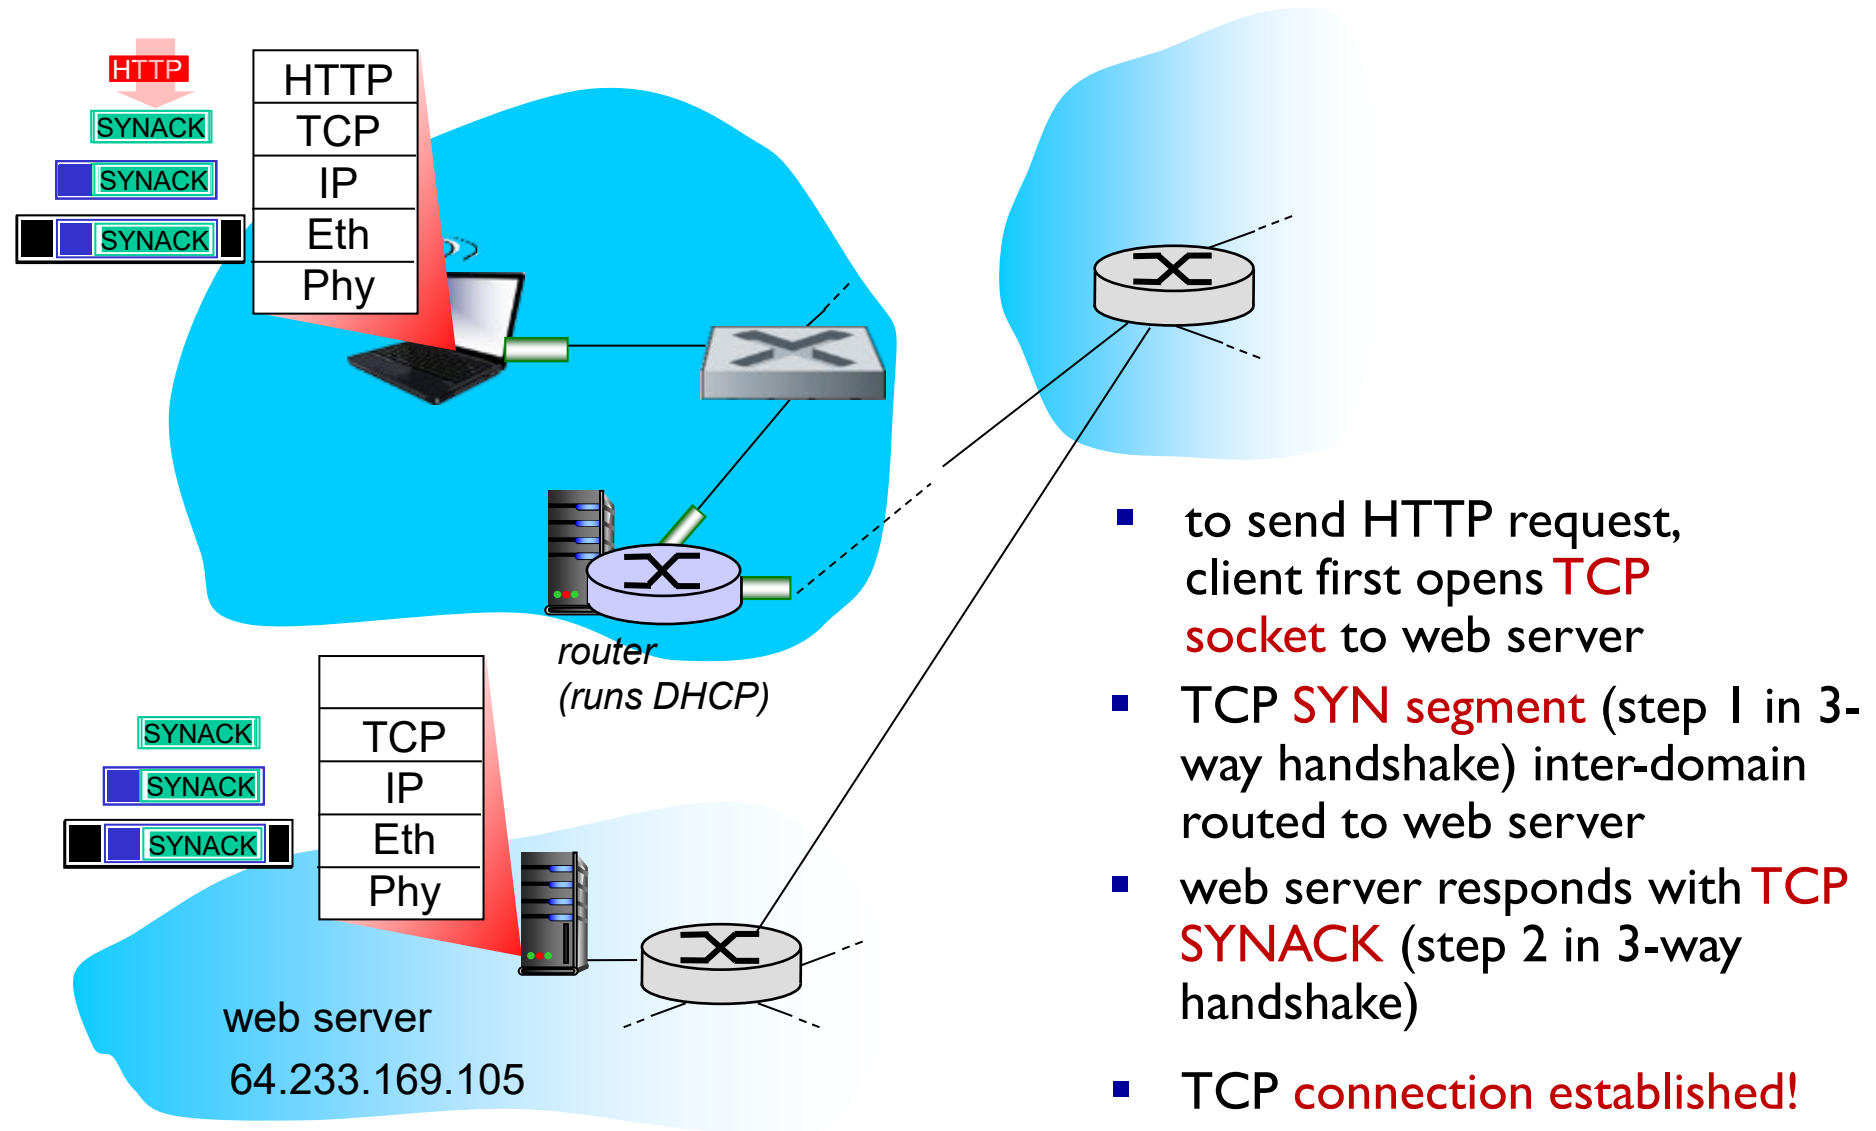 HTTP
SYNACK
SYNACK
SYNACK
HTTP
TCP
IP
Eth
Phy
router
(runs DHCP)
SYNACK
SYNACK
SYNACK
TCP
IP
Eth
Phy
web server
64.233.169.105
▪ to send HTTP request,
client first opens TCP
socket to web server
▪ TCP SYN segment (step 1 in 3-
way handshake) inter-domain
routed to web server
▪ web server responds with TCP
SYNACK (step 2 in 3-way
handshake)
▪ TCP connection established!